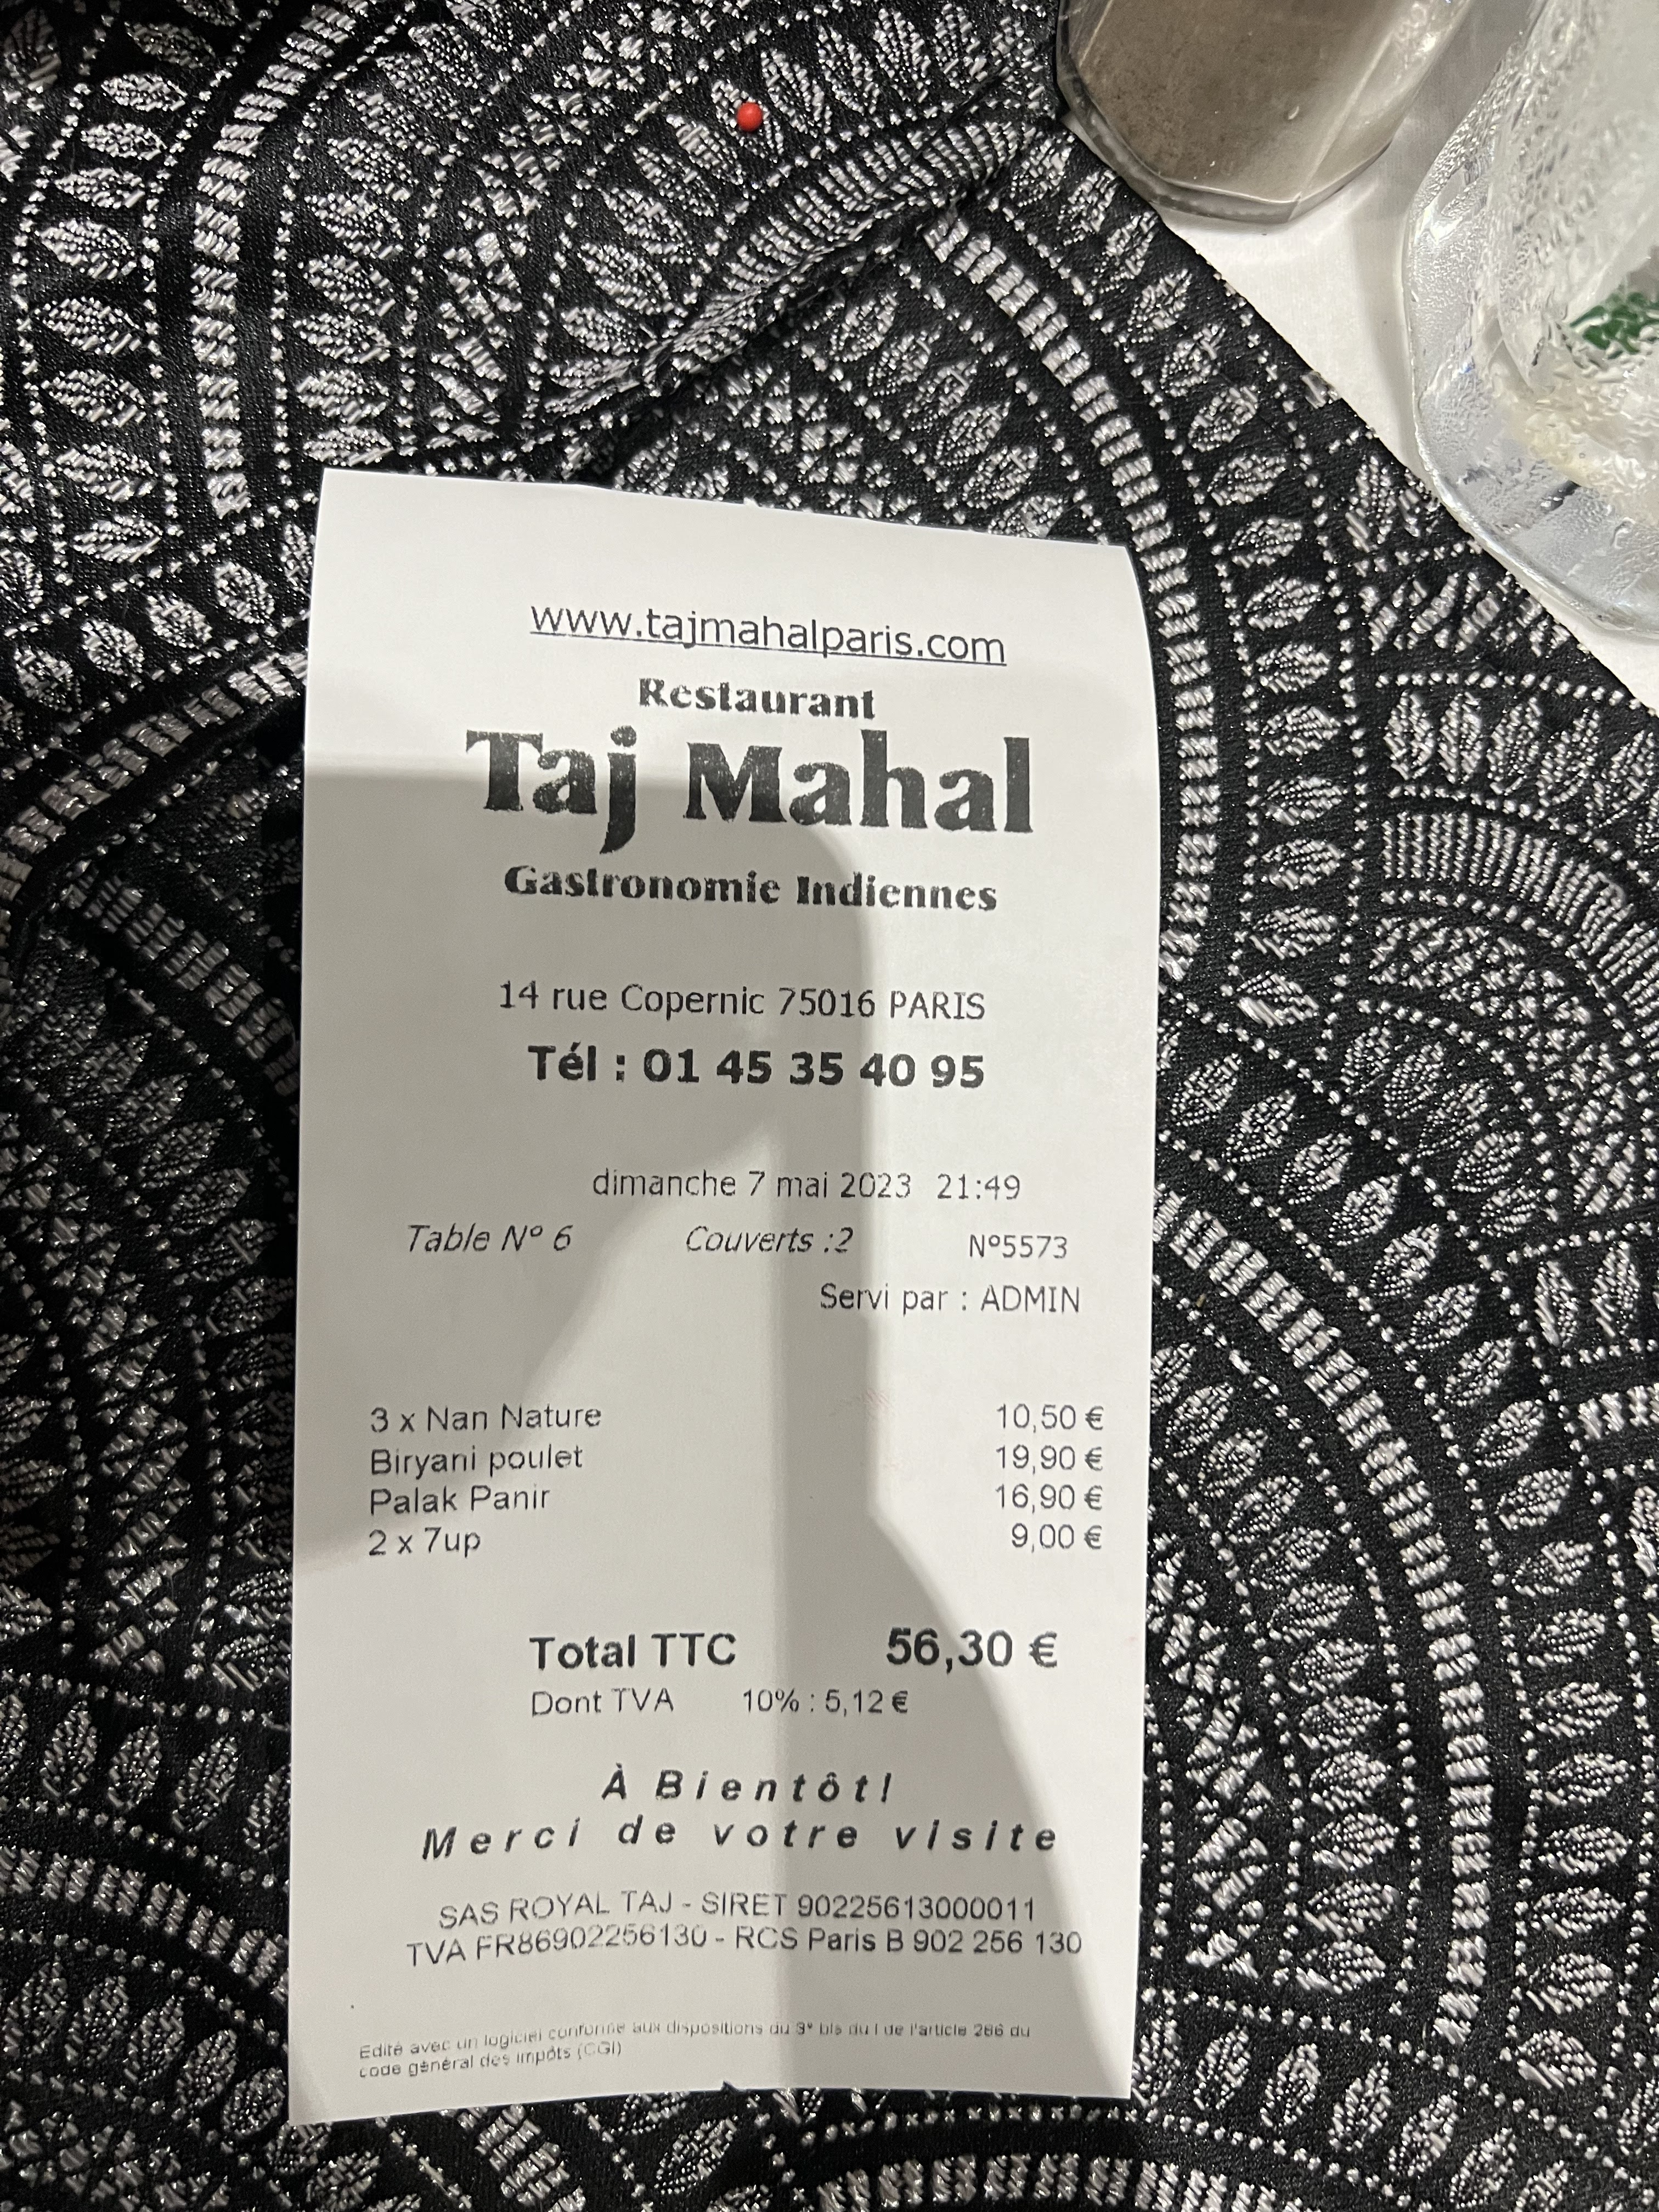 www.tajmahalparis.com
Restaurant
Taj Mahal
Gastronomie Indiennes
14 rue Copernic 75016 PARIS
Tél : 01 45 35 40 95
dimanche 7 mai 2023 21:49
Table Nº 6 Couverts :2 Nº5573
Servi par : ADMIN
3 x Nan Nature 10,50 €
Biryani poulet 19,90 €
Palak Panir 16,90 €
2 x 7up 9,00 €
Total TTC 56,30 €
Dont TVA 10% : 5,12 €
À Bientôt!
Merci de votre visite
SAS ROYAL TAJ - SIRET 90225613000011
TVA FR86902256130 - RCS Paris B 902 256 130
Edité avec un logiciel conforme aux dispositions du 3° bis du I de l'article 286 du
code général des impôts (CGI)